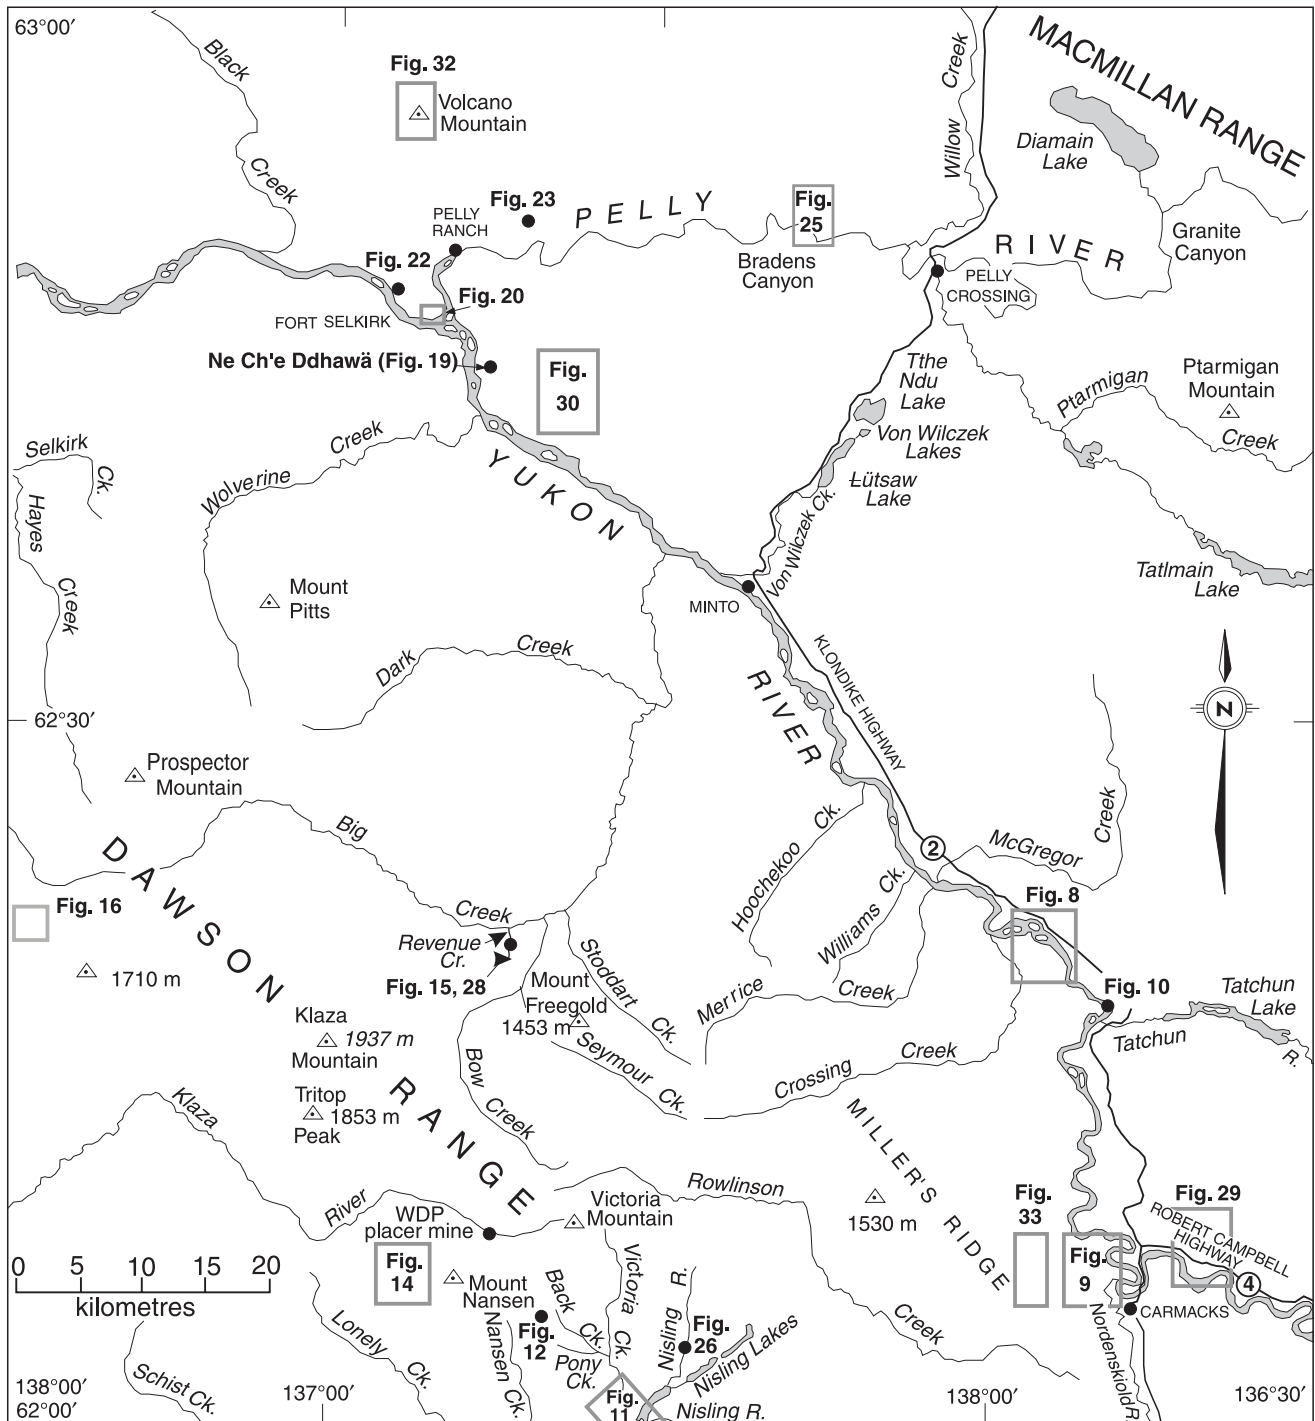 63°00′
Black
Creek
Fig. 32
Volcano
Mountain
Willow
Creek
MACMILLAN RANGE
Diamain
Lake
Granite
Canyon
Fig. 23
PELLY
RANCH
PELLY
Fig.
25
Bradens
Canyon
RIVER
PELLY
CROSSING
Fig. 22
Fig. 20
FORT SELKIRK
Ne Ch'e Ddhawä (Fig. 19)
Fig.
30
Tthe
Ndu
Lake
Von Wilczek
Lakes
Łütsaw
Lake
Von Wilczek Ck.
Ptarmigan
Mountain
Ptarmigan
Creek
Tatlmain
Lake
Selkirk
Ck.
Hayes
Creek
Wolverine
Creek
YUKON
RIVER
MINTO
KLONDIKE HIGHWAY
Mount
Pitts
Dark
Creek
62°30′
N
Prospector
Mountain
Big
Creek
DAWSON
RANGE
Hoochekoo
Ck.
2
McGregor
Creek
Fig. 16
1710 m
Revenue
Cr.
Fig. 15, 28
Stoddart
Ck.
Williams
Ck.
Fig. 8
Mount
Freegold
1453 m
Merrice
Creek
Fig. 10
Tatchun
Lake
Tatchun
R.
Klaza
1937 m
Mountain
Seymour
Ck.
Bow
Creek
Crossing
Creek
Tritop
1853 m
Peak
Klaza
River
MILLER'S RIDGE
1530 m
Rowlinson
Creek
WDP
placer mine
Victoria
Mountain
Fig.
33
Fig. 29
ROBERT CAMPBELL
HIGHWAY
4
Fig.
9
CARMACKS
Nordenskiold R.
0 5 10 15 20
kilometres
Fig.
14
Mount
Nansen
Nansen Ck.
Back
Ck.
Victoria
Ck.
Nisling R.
Fig.
26
Fig.
12
Pony
Ck.
Nisling Lakes
Lonely
Ck.
Schist Ck.
Fig.
11
Nisling R.
138°00′
62°00′
137°00′
138°00′
136°30′